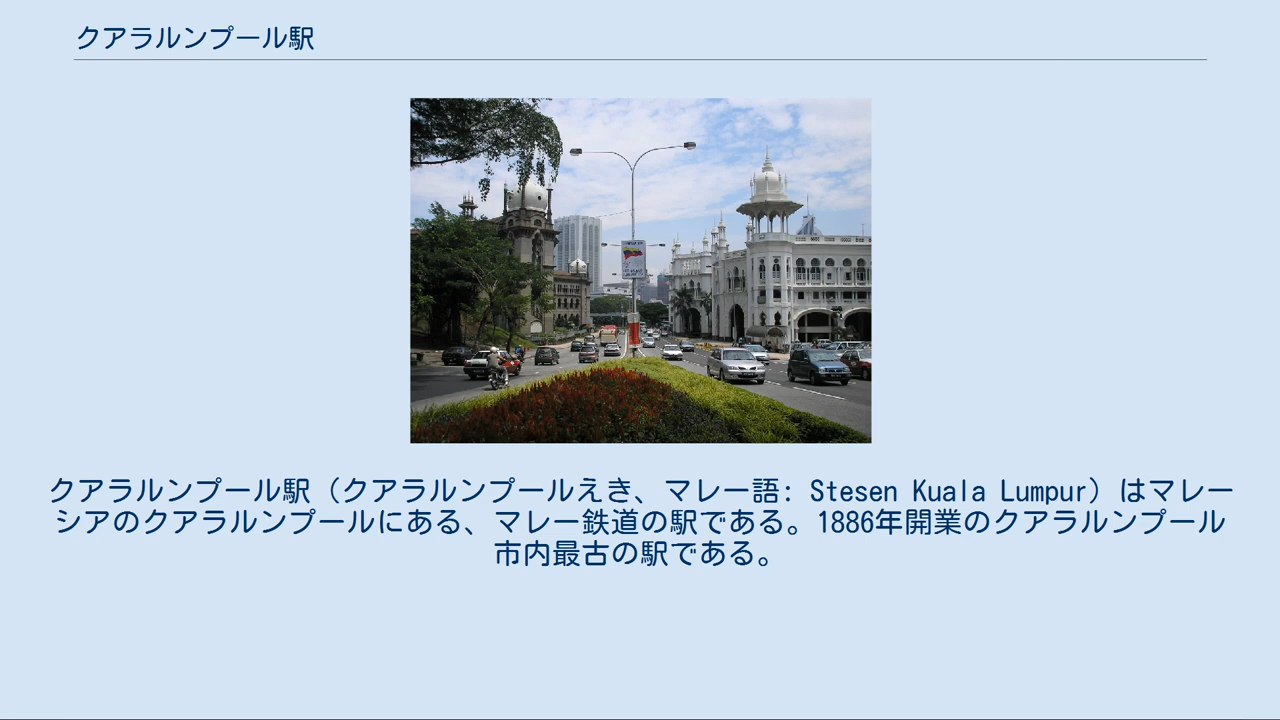 クアラルンプール駅
クアラルンプール駅（クアラルンプールえき、マレー語: Stesen Kuala Lumpur）はマレー
シアのクアラルンプールにある、マレー鉄道の駅である。1886年開業のクアラルンプール
市内最古の駅である。